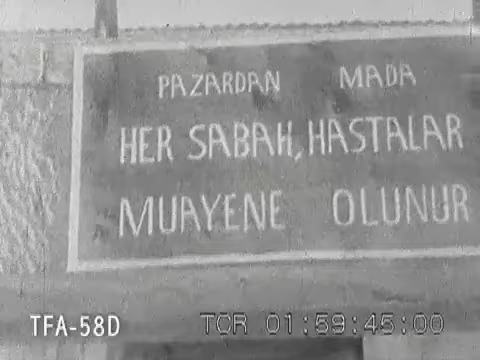 PAZARDAN MADA
HER SABAH, HASTALAR
MUAYENE OLUNUR
TFA-58D TCR 01:59:45:00